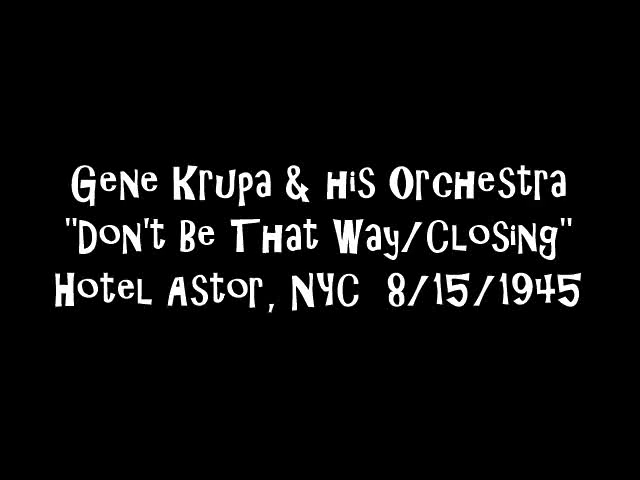 Gene Krupa & His Orchestra
"Don't Be That Way/Closing"
Hotel Astor, NYC 8/15/1945